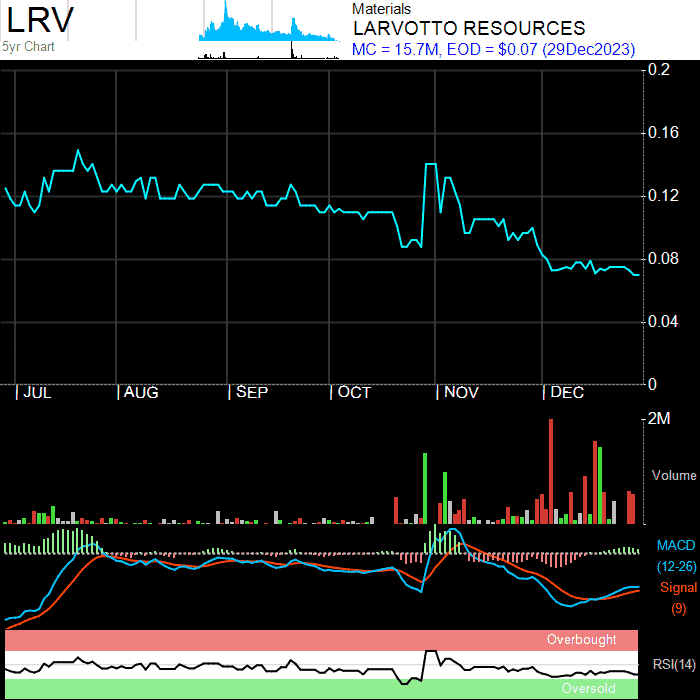 LRV
5yr Chart
Materials
LARVOTTO RESOURCES
MC = 15.7M, EOD = $0.07 (29Dec2023)
0.2
0.16
0.12
0.08
0.04
0
JUL AUG SEP OCT NOV DEC
2M
Volume
MACD
(12-26)
Signal
(9)
Overbought
RSI(14)
Oversold